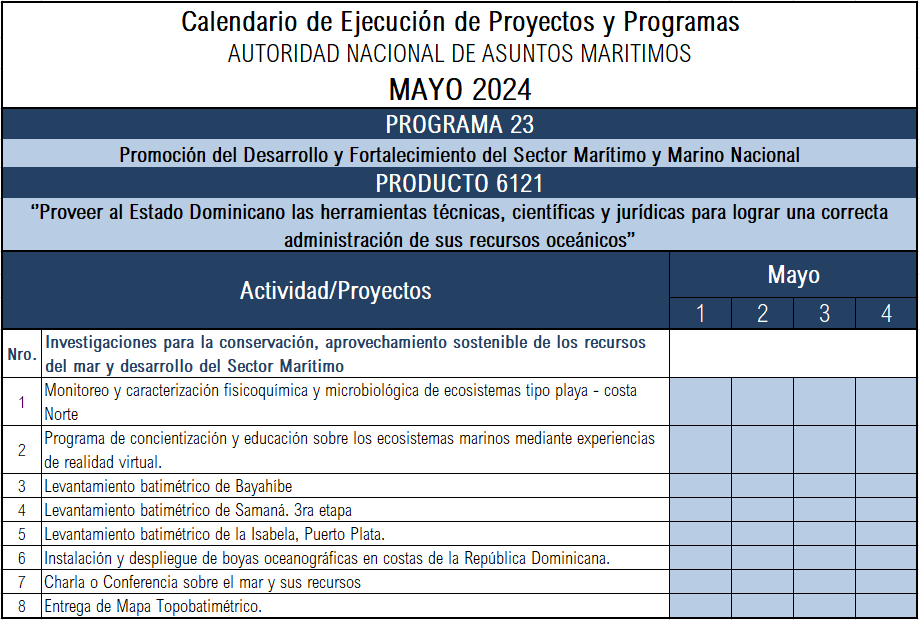 Calendario de Ejecución de Proyectos y Programas
AUTORIDAD NACIONAL DE ASUNTOS MARITIMOS
MAYO 2024
PROGRAMA 23
Promoción del Desarrollo y Fortalecimiento del Sector Marítimo y Marino Nacional
PRODUCTO 6121
‘’Proveer al Estado Dominicano las herramientas técnicas, científicas y jurídicas para lograr una correcta
administración de sus recursos oceánicos’’
Actividad/Proyectos
Mayo
1 2 3 4
Nro.
Investigaciones para la conservación, aprovechamiento sostenible de los recursos
del mar y desarrollo del Sector Marítimo
1 Monitoreo y caracterización fisicoquímica y microbiológica de ecosistemas tipo playa - costa
Norte
2 Programa de concientización y educación sobre los ecosistemas marinos mediante experiencias
de realidad virtual.
3 Levantamiento batimétrico de Bayahíbe
4 Levantamiento batimétrico de Samaná. 3ra etapa
5 Levantamiento batimétrico de la Isabela, Puerto Plata.
6 Instalación y despliegue de boyas oceanográficas en costas de la República Dominicana.
7 Charla o Conferencia sobre el mar y sus recursos
8 Entrega de Mapa Topobatimétrico.